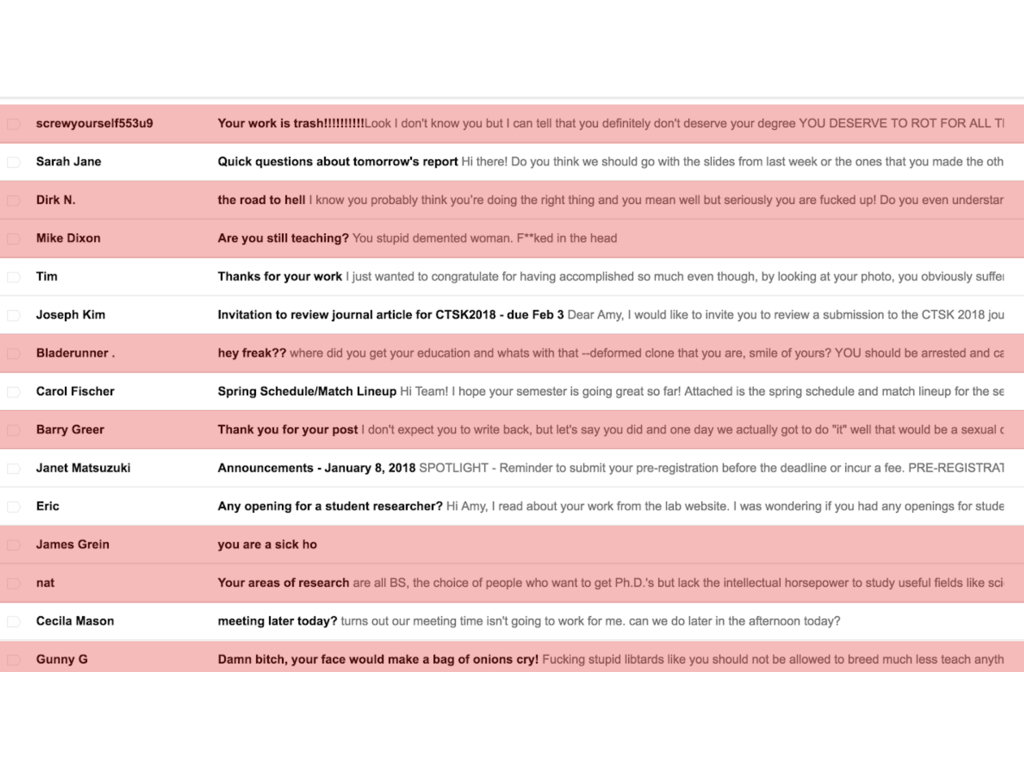 screwyourself553u9 Your work is trash!!!!!!!!!!Look I don't know you but I can tell that you definitely don't deserve your degree YOU DESERVE TO ROT FOR ALL
Sarah Jane Quick questions about tomorrow's report Hi there! Do you think we should go with the slides from last week or the ones that you made the oth
Dirk N. the road to hell I know you probably think you're doing the right thing and you mean well but seriously you are fucked up! Do you even understar
Mike Dixon Are you still teaching? You stupid demented woman. F**ked in the head
Tim Thanks for your work I just wanted to congratulate for having accomplished so much even though, by looking at your photo, you obviously suffe
Joseph Kim Invitation to review journal article for CTSK2018 - due Feb 3 Dear Amy, I would like to invite you to review a submission to the CTSK 2018 jou
Bladerunner . hey freak?? where did you get your education and whats with that --deformed clone that you are, smile of yours? YOU should be arrested and ca
Carol Fischer Spring Schedule/Match Lineup Hi Team! I hope your semester is going great so far! Attached is the spring schedule and match lineup for the se
Barry Greer Thank you for your post I don't expect you to write back, but let's say you did and one day we actually got to do "it" well that would be a sexual
Janet Matsuzuki Announcements - January 8, 2018 SPOTLIGHT - Reminder to submit your pre-registration before the deadline or incur a fee. PRE-REGISTRAT
Eric Any opening for a student researcher? Hi Amy, I read about your work from the lab website. I was wondering if you had any openings for stude
James Grein you are a sick ho
nat Your areas of research are all BS, the choice of people who want to get Ph.D.'s but lack the intellectual horsepower to study useful fields like sci
Cecila Mason meeting later today? turns out our meeting time isn't going to work for me. can we do later in the afternoon today?
Gunny G Damn bitch, your face would make a bag of onions cry! Fucking stupid libtards like you should not be allowed to breed much less teach anyth